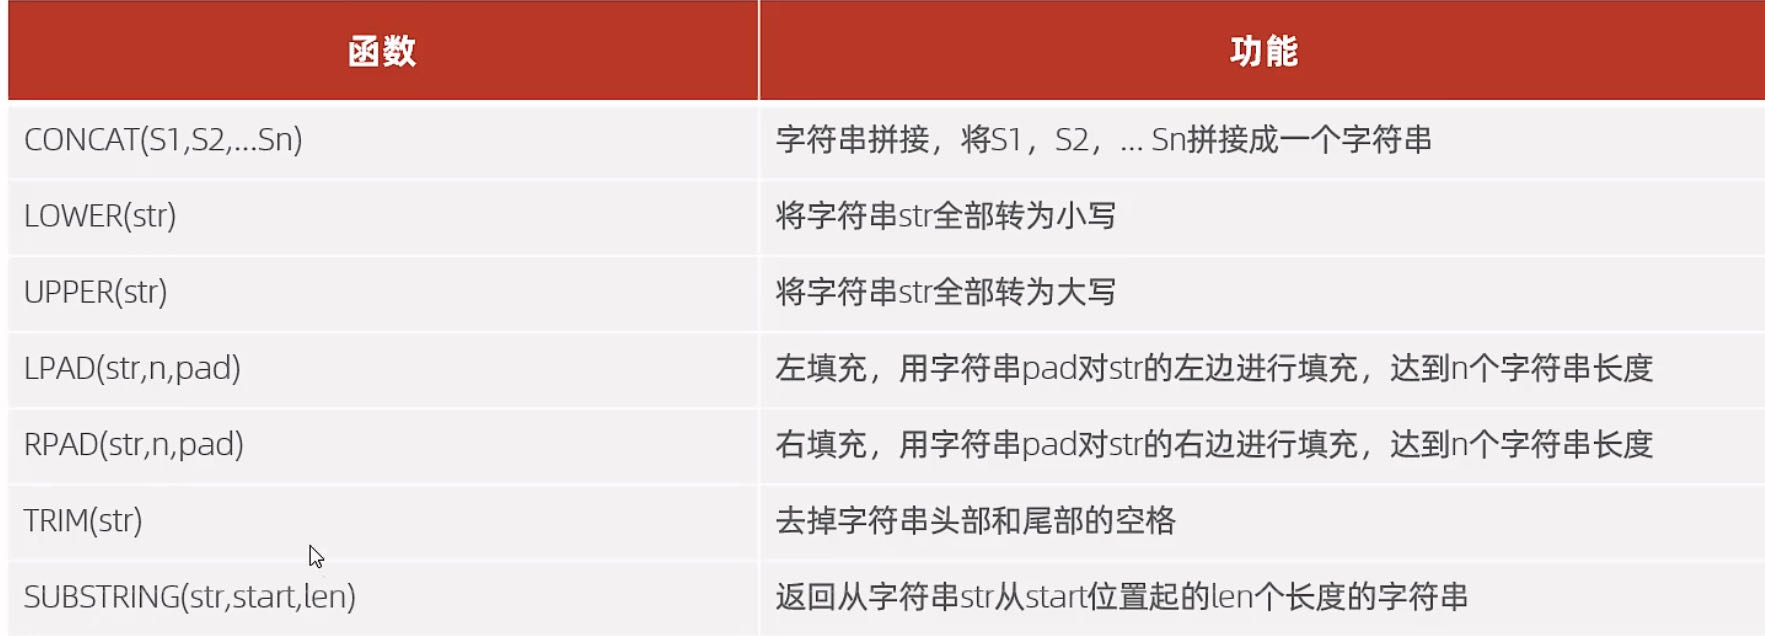 函数 功能
CONCAT(S1,S2,...Sn) 字符串拼接，将S1，S2，... Sn拼接成一个字符串
LOWER(str) 将字符串str全部转为小写
UPPER(str) 将字符串str全部转为大写
LPAD(str,n,pad) 左填充，用字符串pad对str的左边进行填充，达到n个字符串长度
RPAD(str,n,pad) 右填充，用字符串pad对str的右边进行填充，达到n个字符串长度
TRIM(str) 去掉字符串头部和尾部的空格
SUBSTRING(str,start,len) 返回从字符串str从start位置起的len个长度的字符串